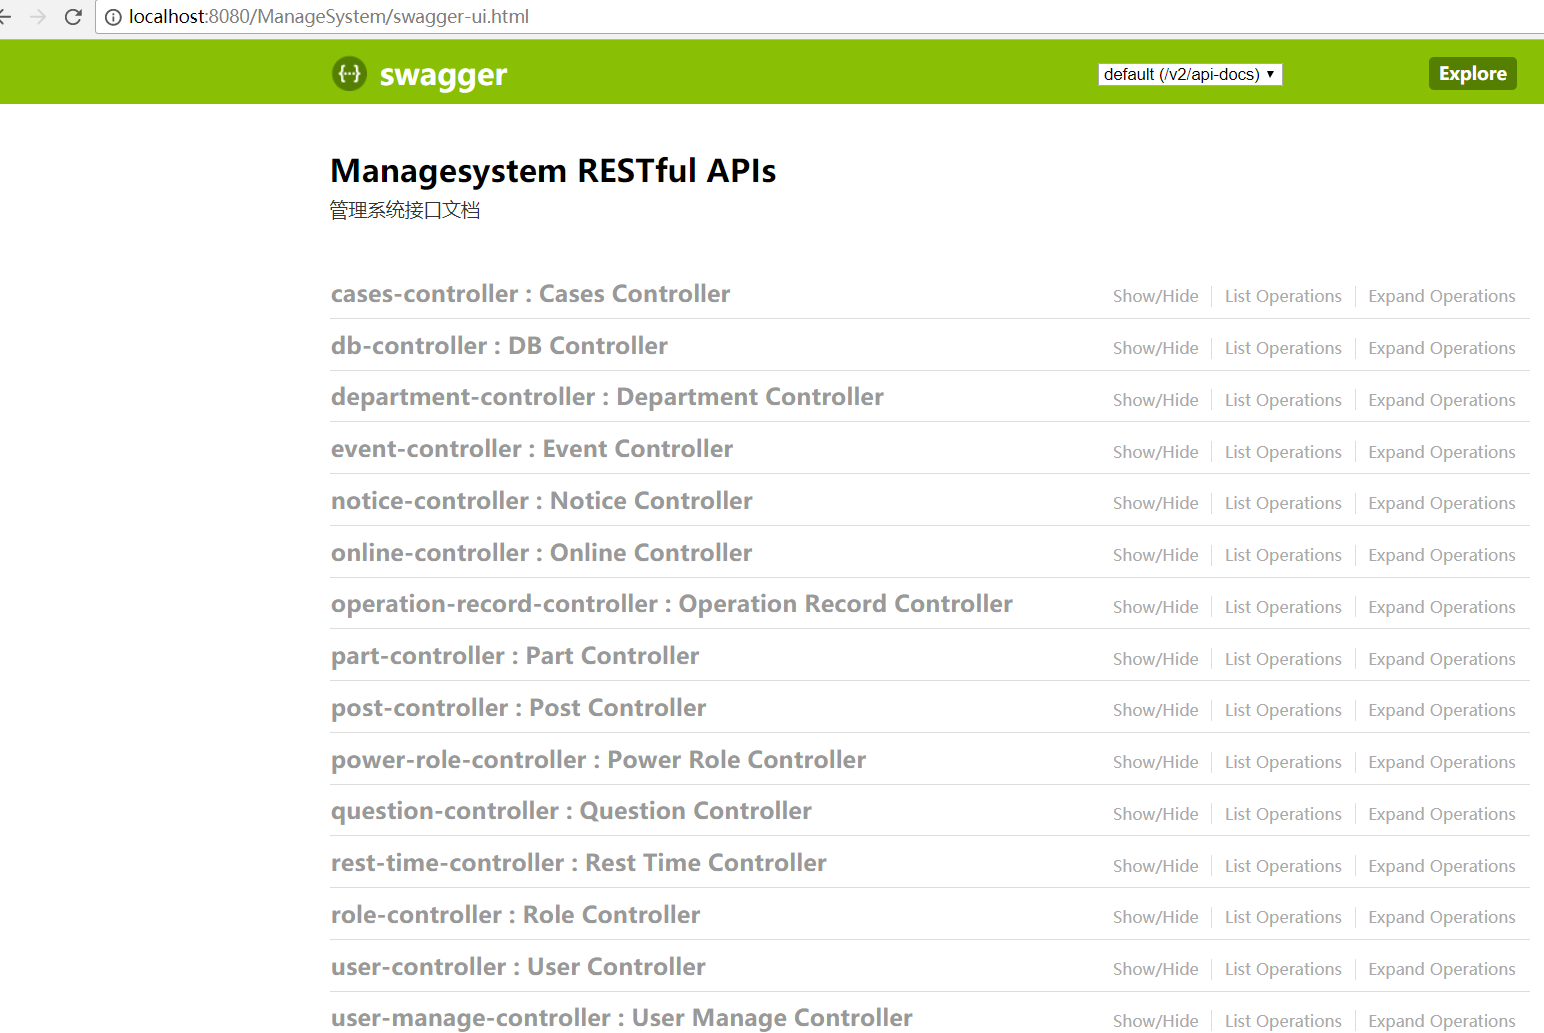 localhost:8080/ManageSystem/swagger-ui.html
{··} swagger default (/v2/api-docs) ▼ Explore
Managesystem RESTful APIs
管理系统接口文档
cases-controller : Cases Controller Show/Hide List Operations Expand Operations
db-controller : DB Controller Show/Hide List Operations Expand Operations
department-controller : Department Controller Show/Hide List Operations Expand Operations
event-controller : Event Controller Show/Hide List Operations Expand Operations
notice-controller : Notice Controller Show/Hide List Operations Expand Operations
online-controller : Online Controller Show/Hide List Operations Expand Operations
operation-record-controller : Operation Record Controller Show/Hide List Operations Expand Operations
part-controller : Part Controller Show/Hide List Operations Expand Operations
post-controller : Post Controller Show/Hide List Operations Expand Operations
power-role-controller : Power Role Controller Show/Hide List Operations Expand Operations
question-controller : Question Controller Show/Hide List Operations Expand Operations
rest-time-controller : Rest Time Controller Show/Hide List Operations Expand Operations
role-controller : Role Controller Show/Hide List Operations Expand Operations
user-controller : User Controller Show/Hide List Operations Expand Operations
user-manage-controller : User Manage Controller Show/Hide List Operations Expand Operations